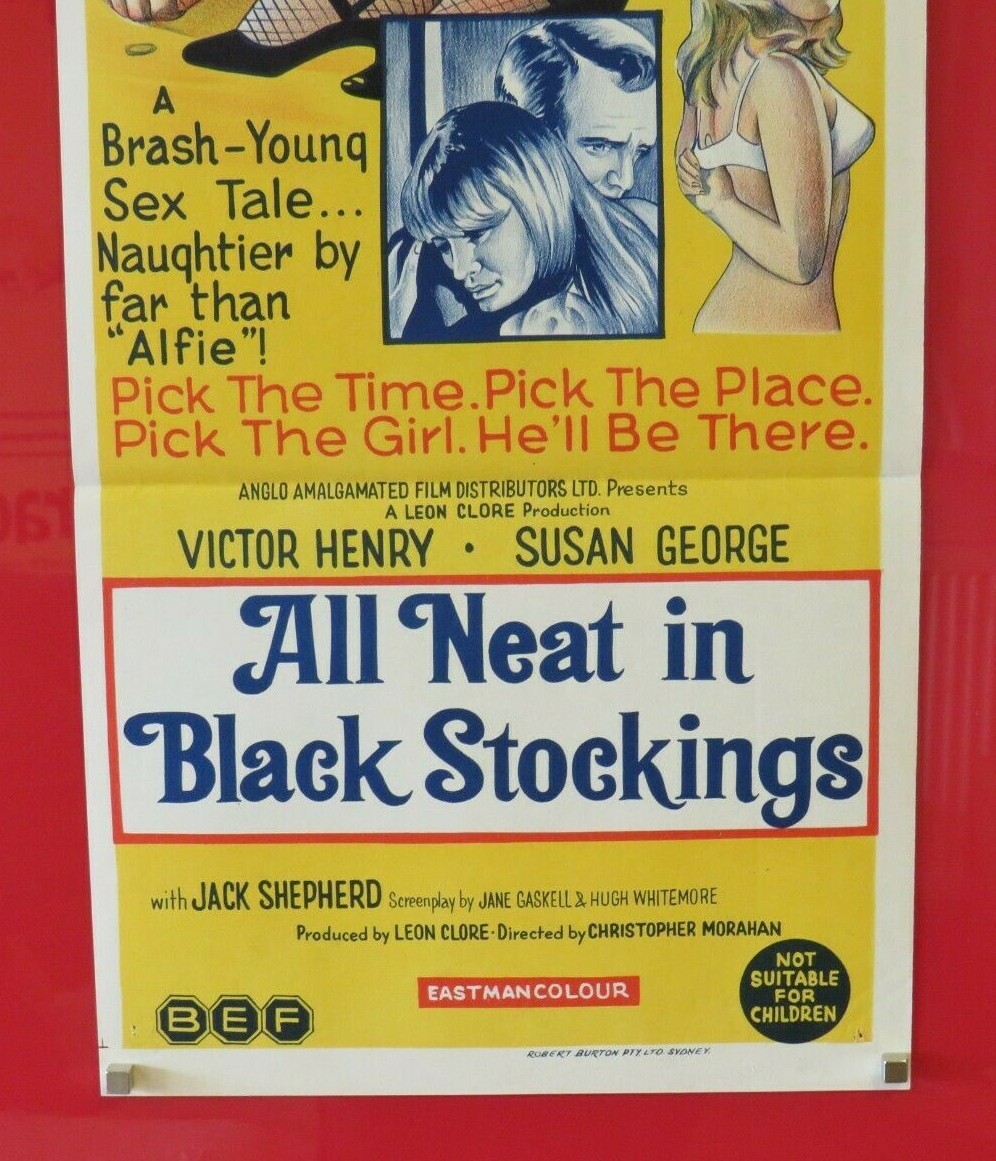 A
Brash-Young
Sex Tale...
Naughtier by
far than
"Alfie"!
Pick The Time. Pick The Place.
Pick The Girl. He'll Be There.
ANGLO AMALGAMATED FILM DISTRIBUTORS LTD. Presents
A LEON CLORE Production
VICTOR HENRY · SUSAN GEORGE
All Neat in
Black Stockings
with JACK SHEPHERD Screenplay by JANE GASKELL & HUGH WHITEMORE
Produced by LEON CLORE · Directed by CHRISTOPHER MORAHAN
NOT
SUITABLE
FOR
CHILDREN
EASTMANCOLOUR
BEF
ROBERT BURTON PTY. LTD. SYDNEY.